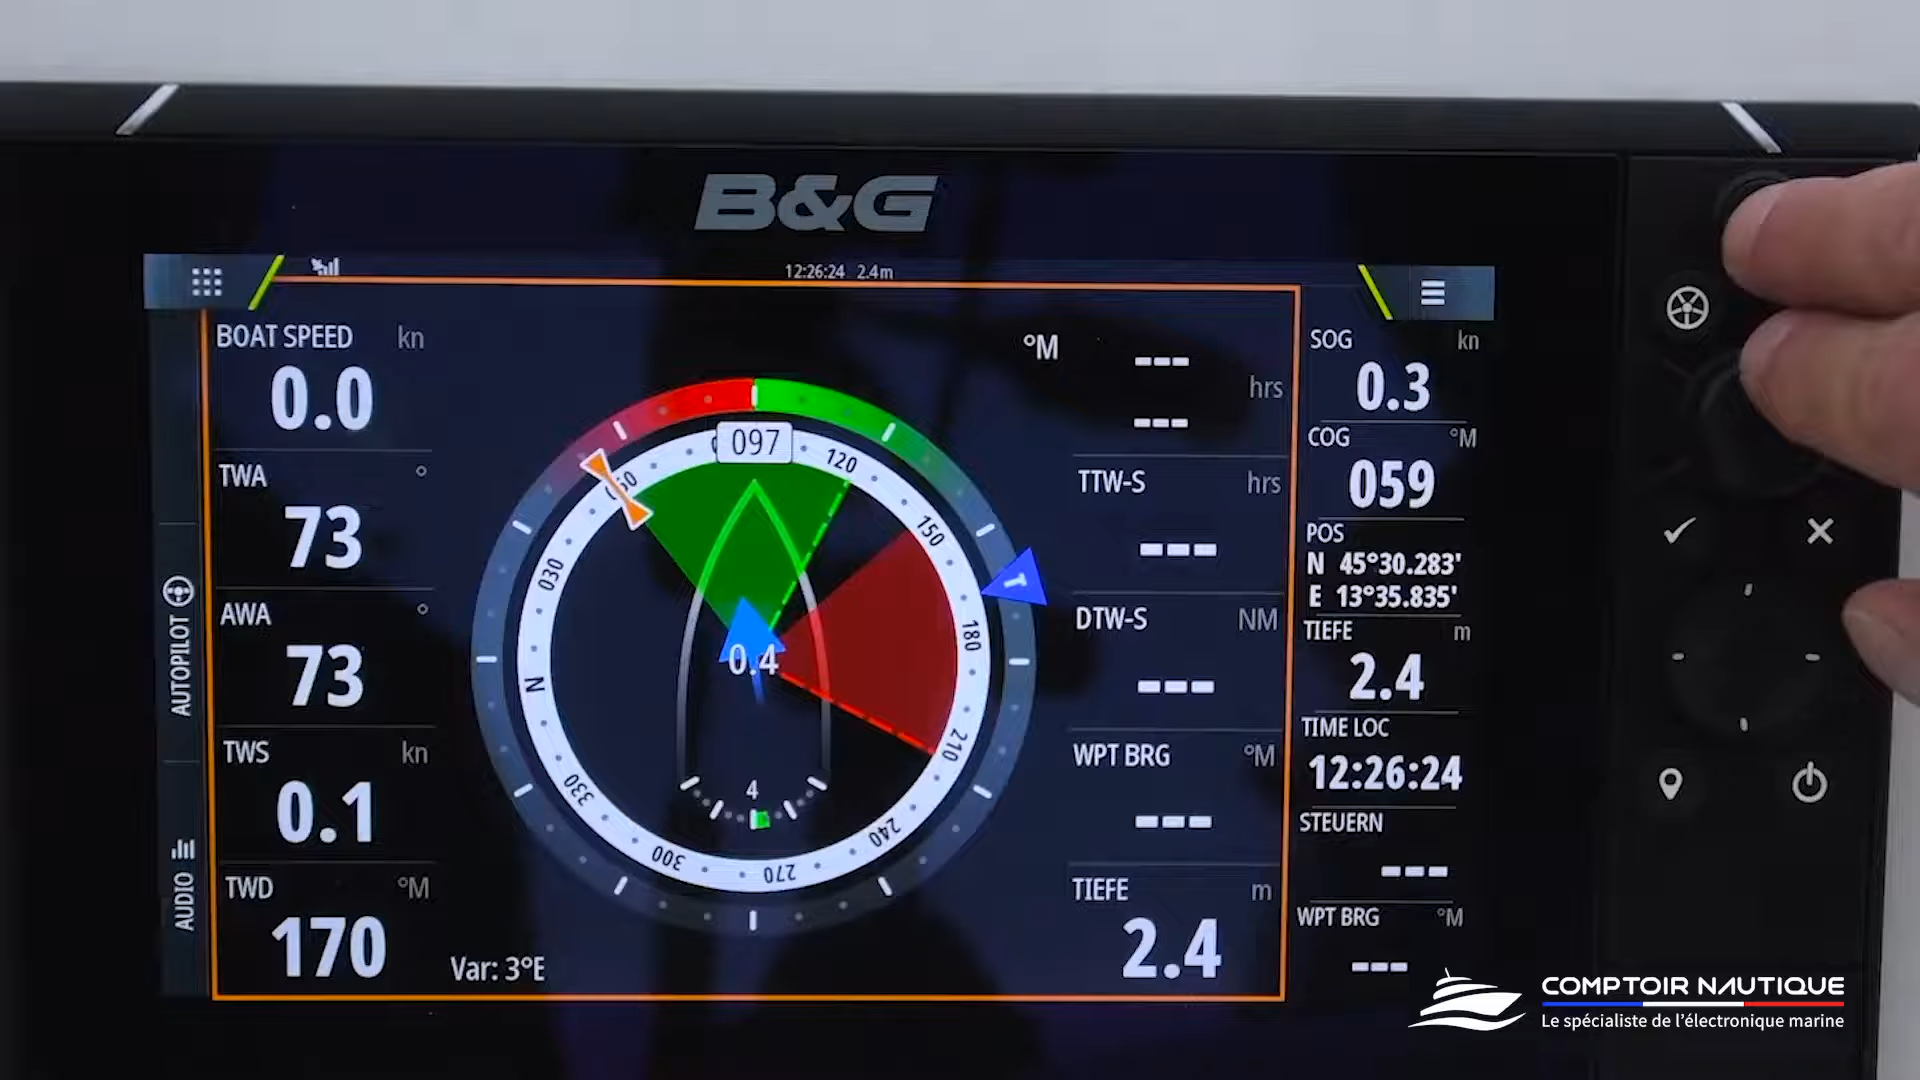 B&G
12:26:24 2.4 m
BOAT SPEED kn
0.0
TWA °
73
AWA °
73
TWS kn
0.1
TWD °M
170
AUTOPILOT
AUDIO
Var: 3°E
097
120
150
180
210
240
270
300
330
N
030
0.4
4
T
°M
---
hrs
---
TTW-S hrs
---
DTW-S NM
---
WPT BRG °M
---
TIEFE m
2.4
SOG kn
0.3
COG °M
059
POS
N 45°30.283'
E 13°35.835'
TIEFE m
2.4
TIME LOC
12:26:24
STEUERN
---
WPT BRG °M
---
COMPTOIR NAUTIQUE
Le spécialiste de l'électronique marine